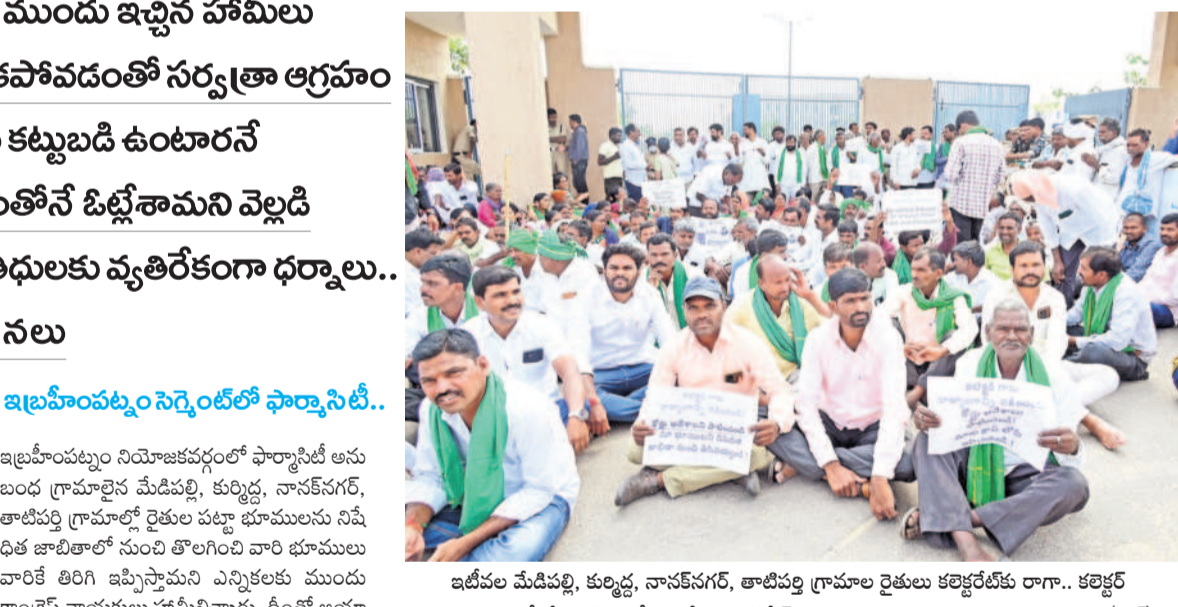 ముందు ఇచ్చిన హామీలు
కపోవడంతో సర్వత్రా ఆగ్రహం
కట్టుబడి ఉంటారనే
ంతోనే ఓట్లేశామని వెల్లడి
తిధులకు వ్యతిరేకంగా ధర్నాలు..
నలు
ఇబ్రహీంపట్నం సెగ్మెంట్‌లో ఫార్మాసిటీ..
ఇబ్రహీంపట్నం నియోజకవర్గంలో ఫార్మాసిటీ అను
బంధ గ్రామాలైన మేడిపల్లి, కుర్మిద్ద, నానక్‌నగర్,
తాటిపర్తి గ్రామాల్లో రైతుల పట్టా భూములను నిషే
ధిత జాబితాలో నుంచి తొలగించి వారి భూములు
వారికే తిరిగి ఇప్పిస్తామని ఎన్నికలకు ముందు
ఇటీవల మేడిపల్లి, కుర్మిద్ద, నానక్‌నగర్, తాటిపర్తి గ్రామాల రైతులు కలెక్టరేట్‌కు రాగా.. కలెక్టర్